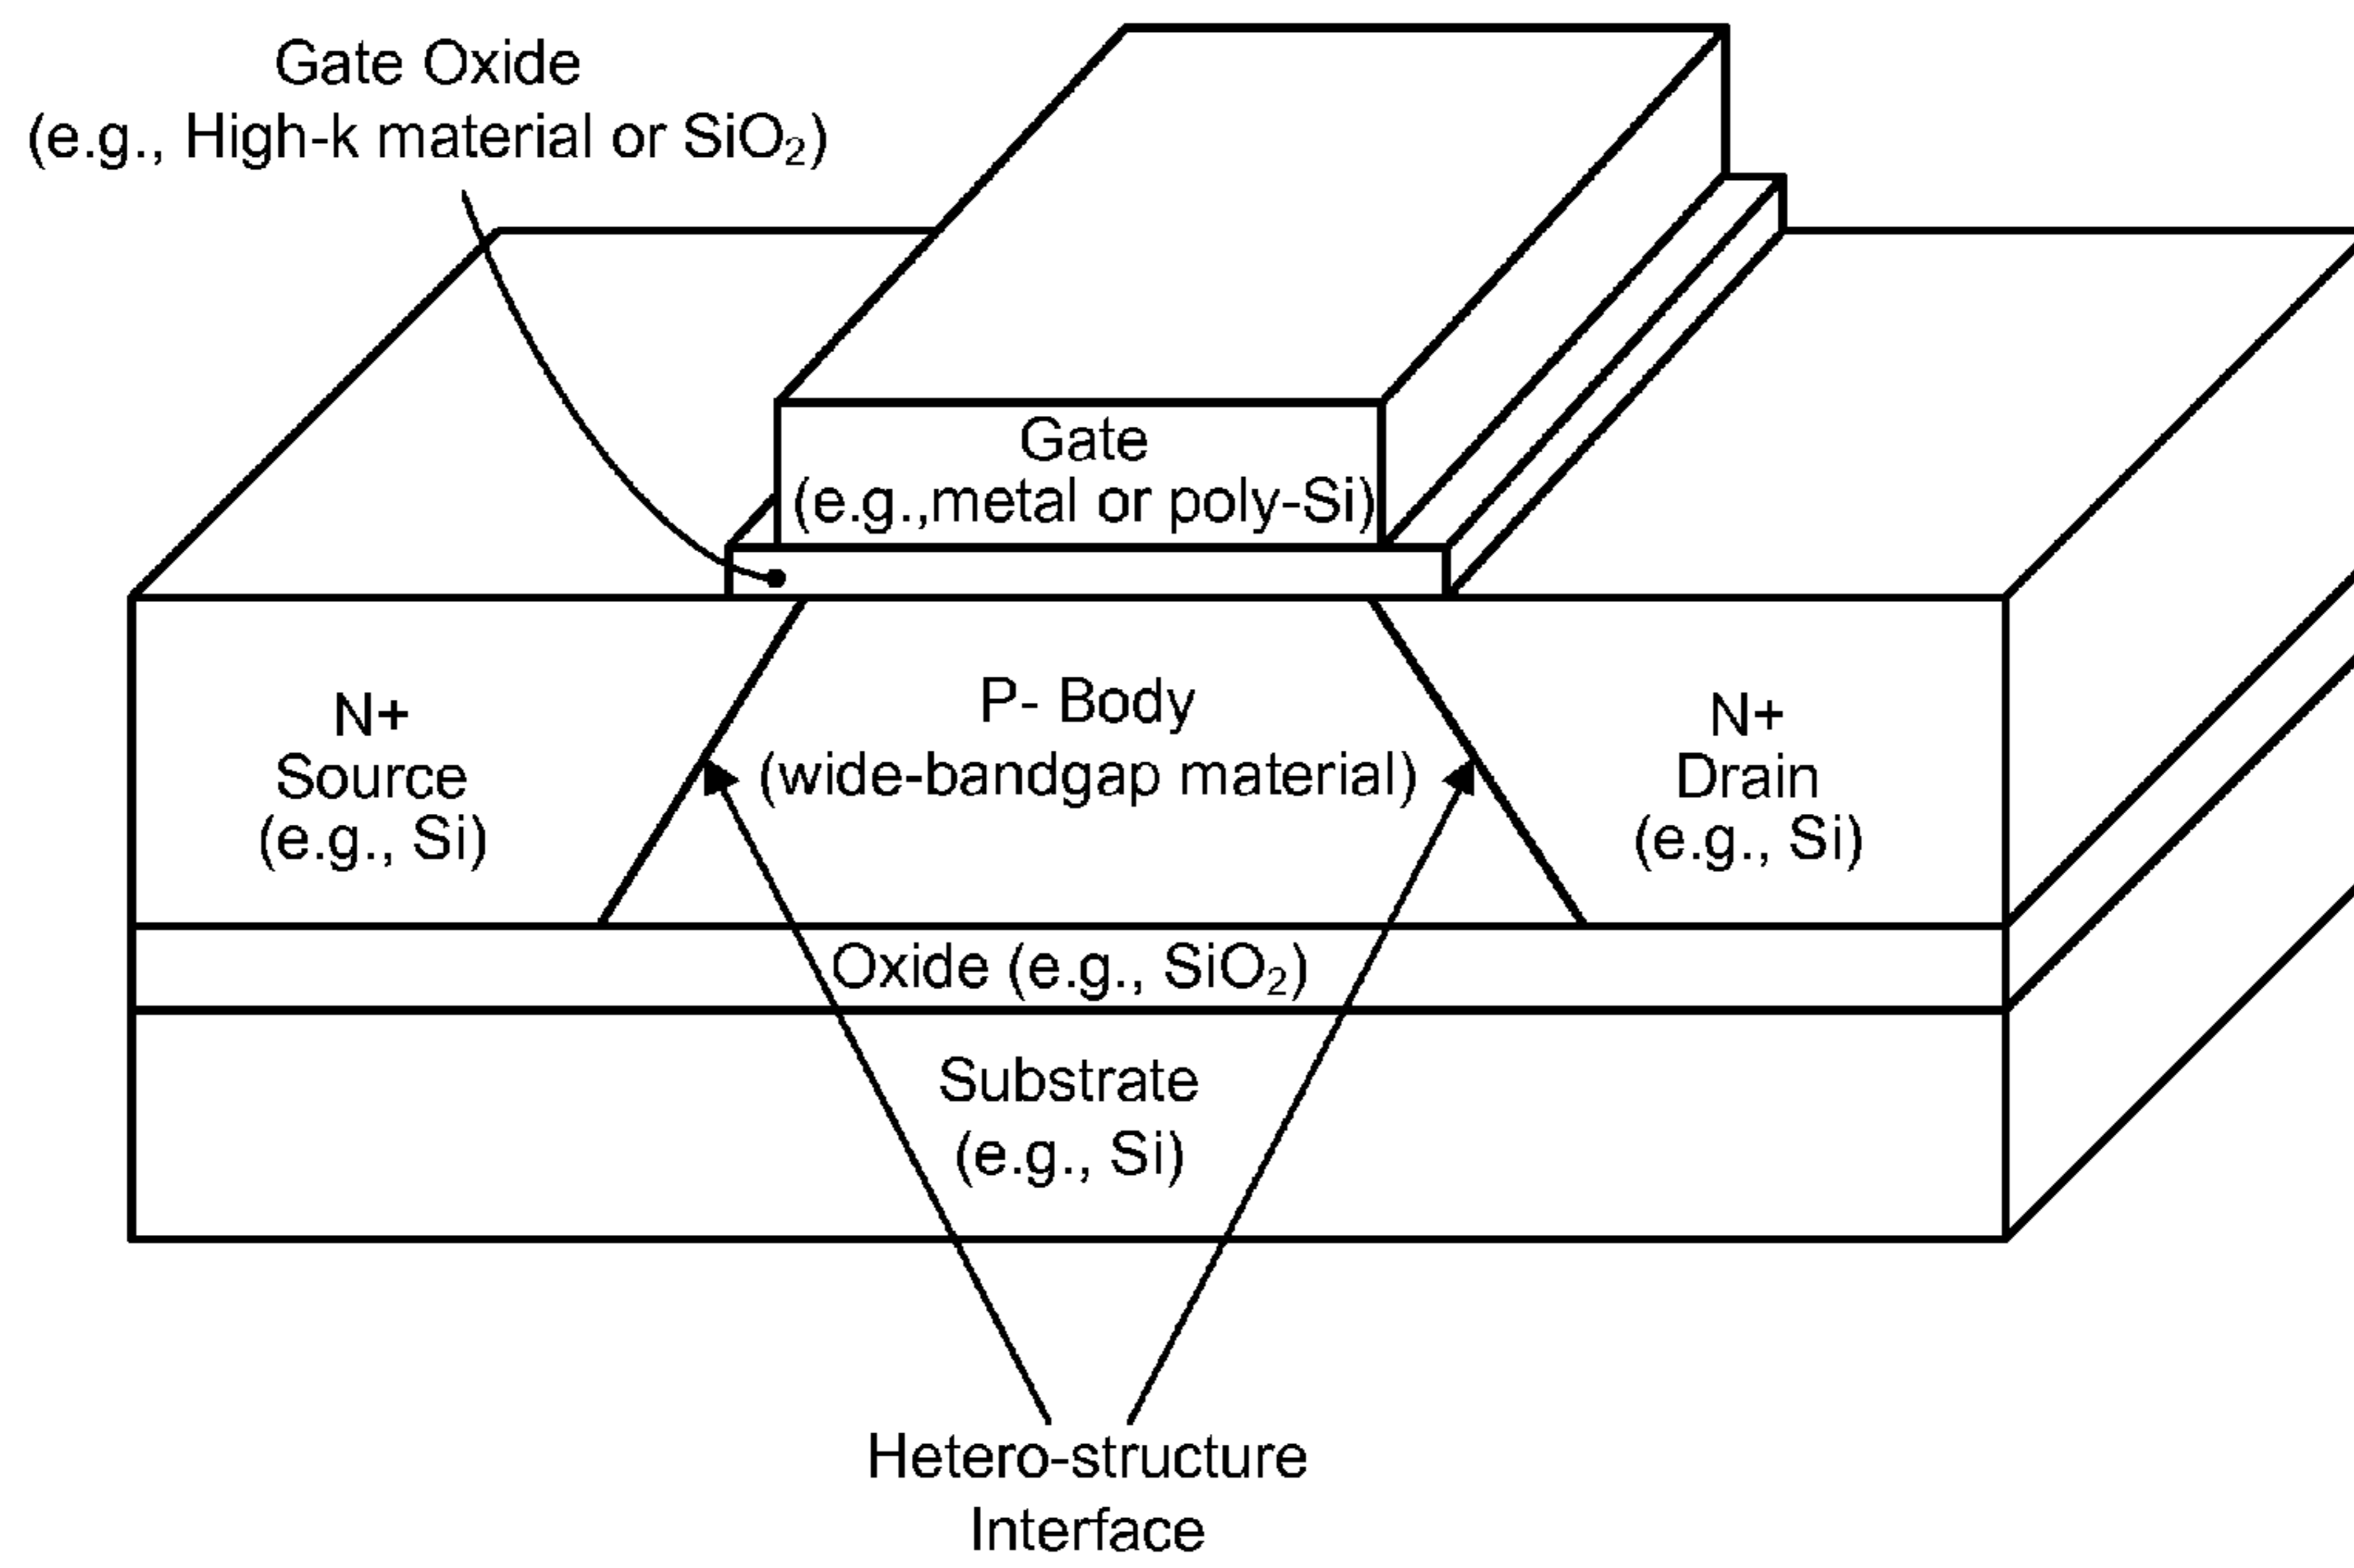 Gate Oxide
(e.g., High-k material or SiO₂)
Gate
(e.g.,metal or poly-Si)
N+
Source
(e.g., Si)
P- Body
(wide-bandgap material)
N+
Drain
(e.g., Si)
Oxide (e.g., SiO₂)
Substrate
(e.g., Si)
Hetero-structure
Interface